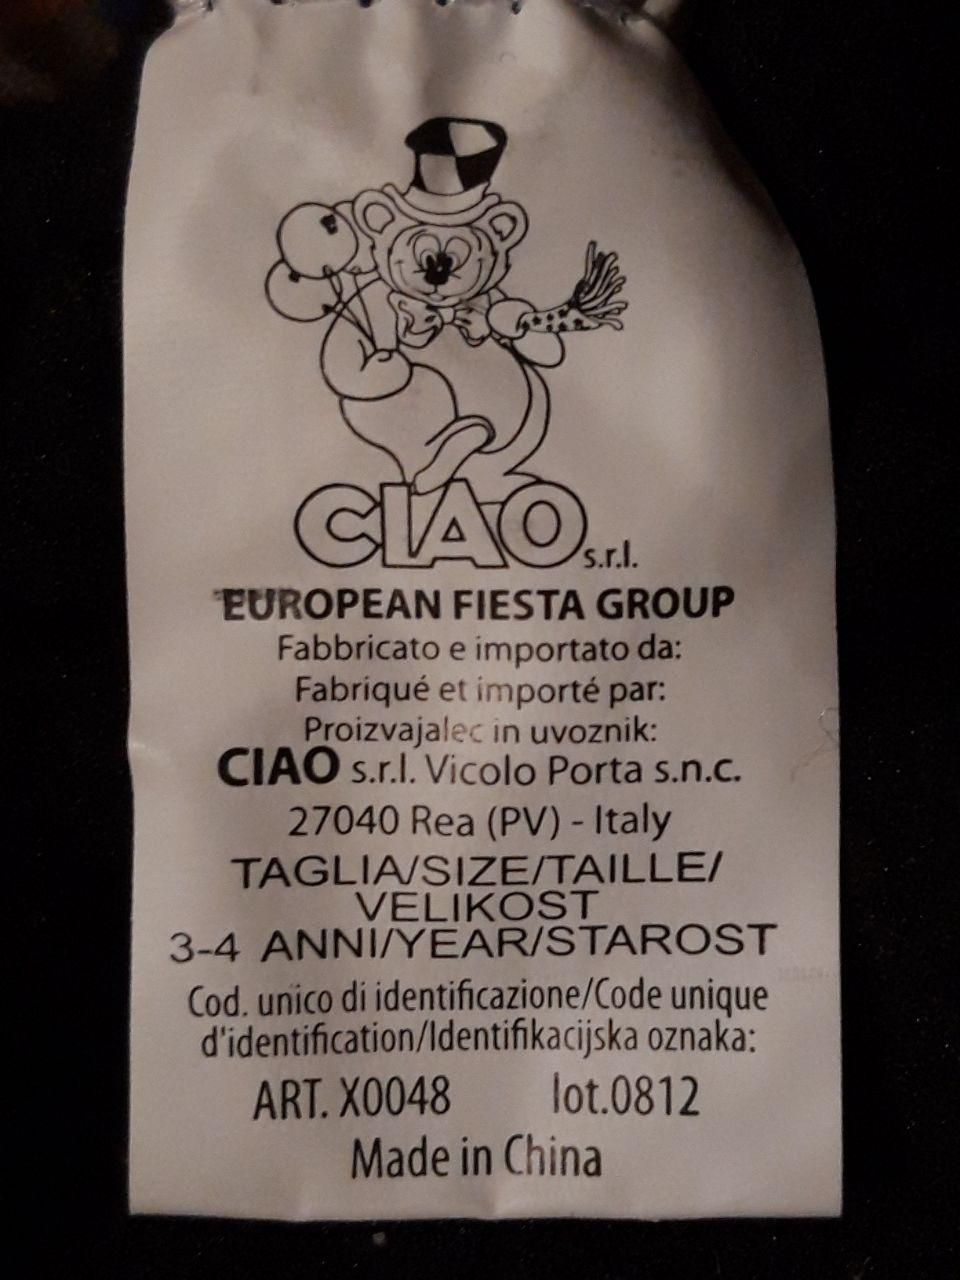 CIAO s.r.l.
EUROPEAN FIESTA GROUP
Fabbricato e importato da:
Fabriqué et importé par:
Proizvajalec in uvoznik:
CIAO s.r.l. Vicolo Porta s.n.c.
27040 Rea (PV) - Italy
TAGLIA/SIZE/TAILLE/
VELIKOST
3-4 ANNI/YEAR/STAROST
Cod. unico di identificazione/Code unique
d'identification/Identifikacijska oznaka:
ART. X0048 lot.0812
Made in China